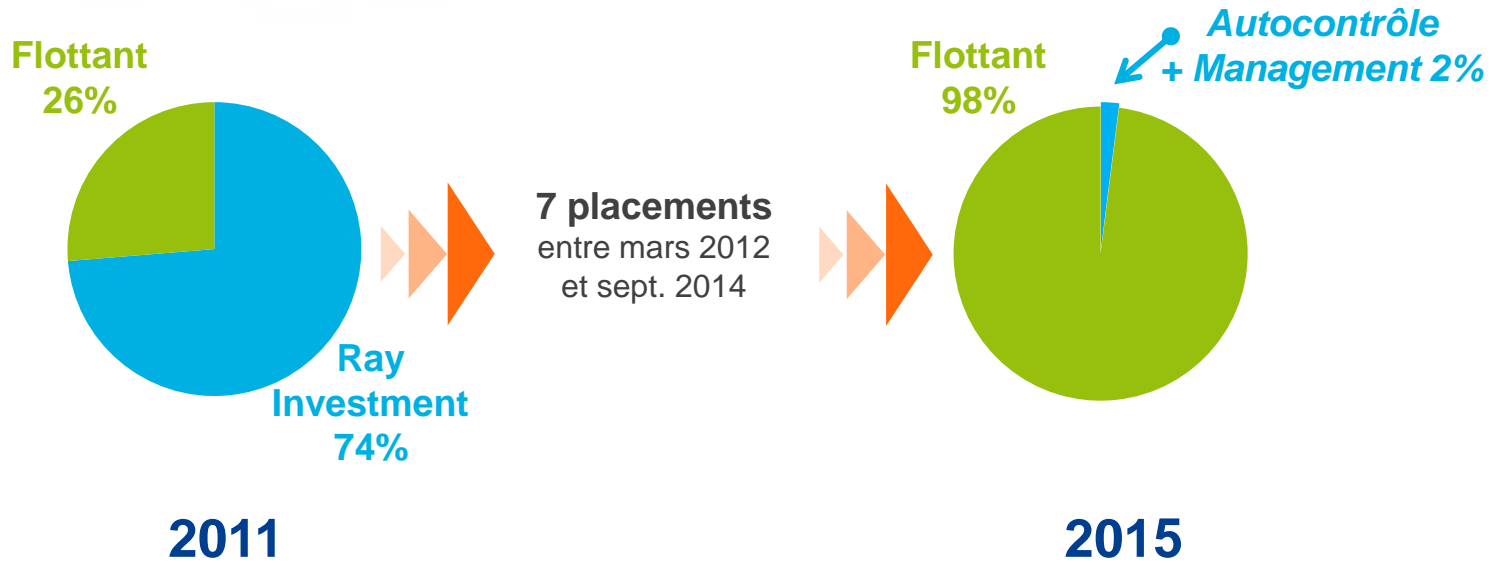 Flottant
26%
Ray
Investment
74%
2011
7 placements
entre mars 2012
et sept. 2014
Flottant
98%
Autocontrôle
+ Management 2%
2015